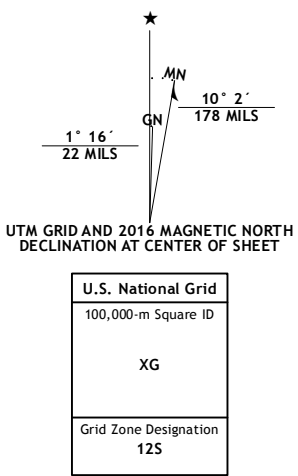 MN
GN
10° 2´
178 MILS
1° 16´
22 MILS
UTM GRID AND 2016 MAGNETIC NORTH
DECLINATION AT CENTER OF SHEET
U.S. National Grid
100,000-m Square ID
XG
Grid Zone Designation
12S